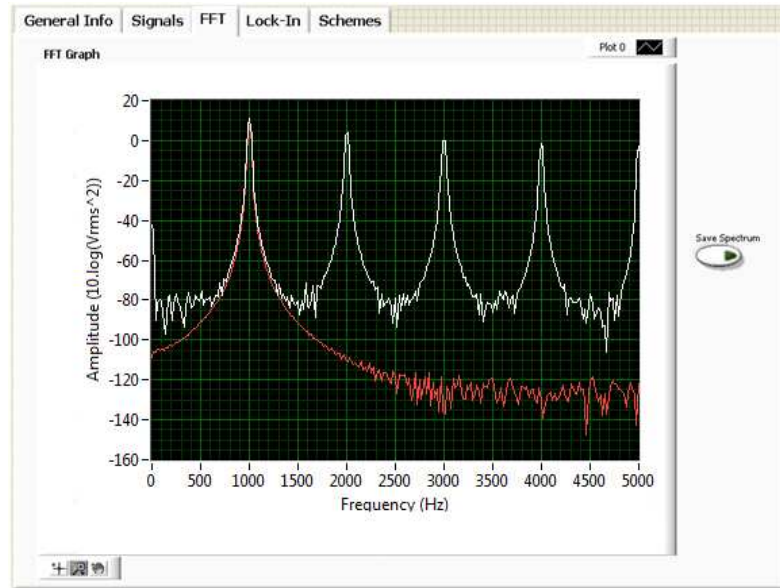 General Info Signals FFT Lock-In Schemes
FFT Graph
Plot 0
20
0
-20
-40
-60
-80
-100
-120
-140
-160
Amplitude (10.log(Vrms^2))
0 500 1000 1500 2000 2500 3000 3500 4000 4500 5000
Frequency (Hz)
Save Spectrum